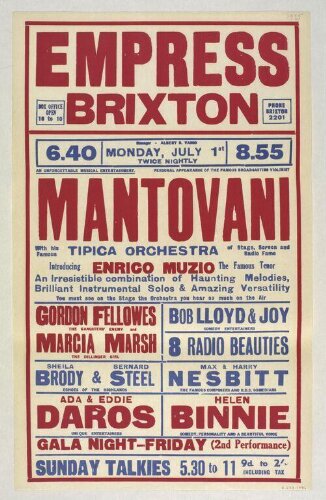 EMPRESS
BOX OFFICE
OPEN
10 to 10
BRIXTON
PHONE
BRIXTON
2201
Manager - ALBERT E. YOUNG
6.40
MONDAY, JULY 1st
TWICE NIGHTLY
8.55
AN UNFORGETTABLE MUSICAL ENTERTAINMENT.
PERSONAL APPEARANCE OF THE FAMOUS BROADCASTING VIOLINIST
MANTOVANI
With his
Famous
TIPICA ORCHESTRA
of Stage, Screen and
Radio Fame
Introducing ENRICO MUZIO The Famous Tenor
An Irresistible combination of Haunting Melodies,
Brilliant Instrumental Solos & Amazing Versatility
You must see on the Stage the Orchestra you hear so much on the Air
GORDON FELLOWES
THE GANGSTERS' ENEMY and
MARCIA MARSH
THE DILLINGER GIRL
BOB LLOYD & JOY
COMEDY ENTERTAINERS
8 RADIO BEAUTIES
SHEILA BERNARD
BRODY & STEEL
ECHOES OF THE HIGHLANDS
MAX & HARRY
NESBITT
THE FAMOUS COMPOSERS AND B.B.C. COMEDIANS
ADA & EDDIE
DAROS
UNIQUE ENTERTAINERS
HELEN
BINNIE
COMEDY, PERSONALITY AND A BEAUTIFUL VOICE
GALA NIGHT-FRIDAY (2nd Performance)
SUNDAY TALKIES 5.30 to 11 9d. to 2/-
INCLUDING TAX